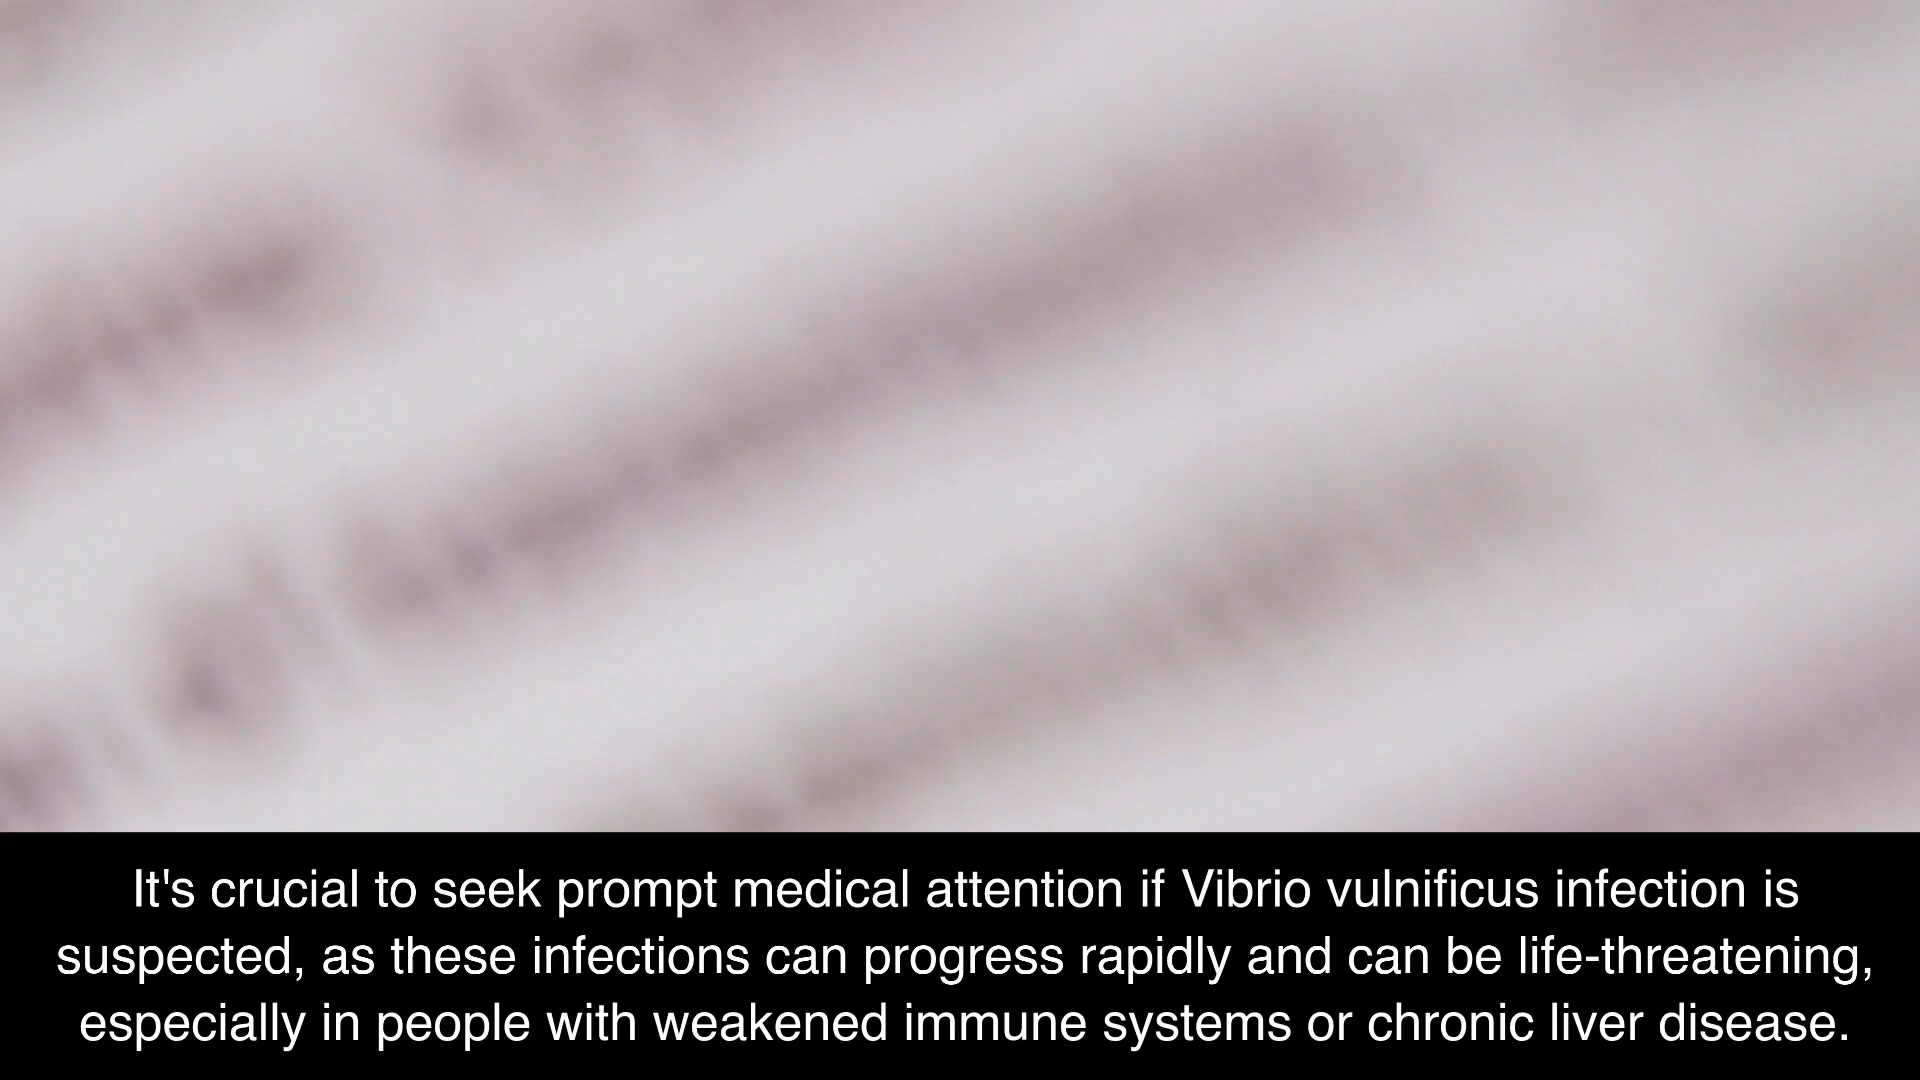 It's crucial to seek prompt medical attention if Vibrio vulnificus infection is
suspected, as these infections can progress rapidly and can be life-threatening,
especially in people with weakened immune systems or chronic liver disease.